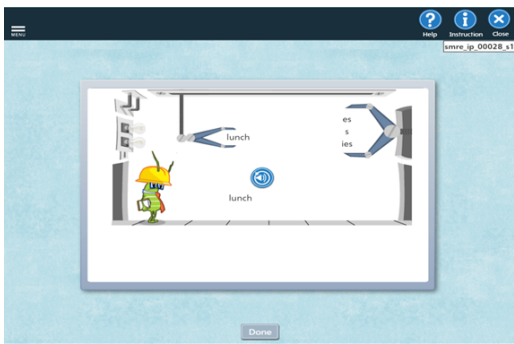 MENU
Help
Instruction
Close
smre_ip_00028_s1
lunch
es
s
ies
lunch
Done